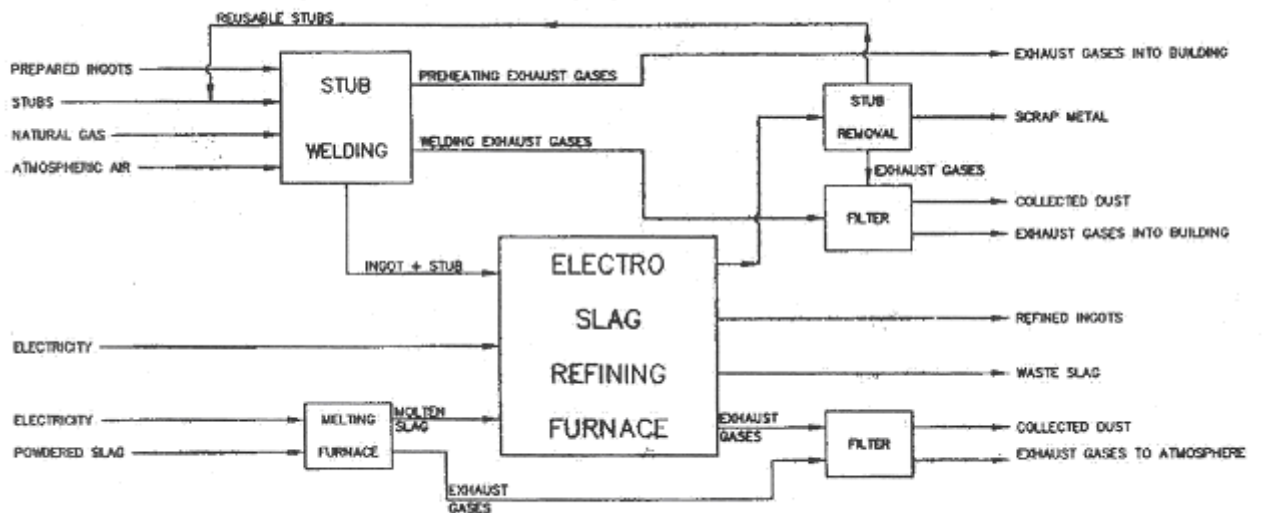 REUSABLE STUBS
PREPARED INGOTS
STUBS
NATURAL GAS
ATMOSPHERIC AIR
STUB
WELDING
PREHEATING EXHAUST GASES
WELDING EXHAUST GASES
EXHAUST GASES INTO BUILDING
STUB
REMOVAL
SCRAP METAL
EXHAUST GASES
FILTER
COLLECTED DUST
EXHAUST GASES INTO BUILDING
INGOT + STUB
ELECTRO
SLAG
REFINING
FURNACE
REFINED INGOTS
WASTE SLAG
ELECTRICITY
ELECTRICITY
POWDERED SLAG
MELTING
FURNACE
MOLTEN
SLAG
EXHAUST
GASES
EXHAUST
GASES
FILTER
COLLECTED DUST
EXHAUST GASES TO ATMOSPHERE